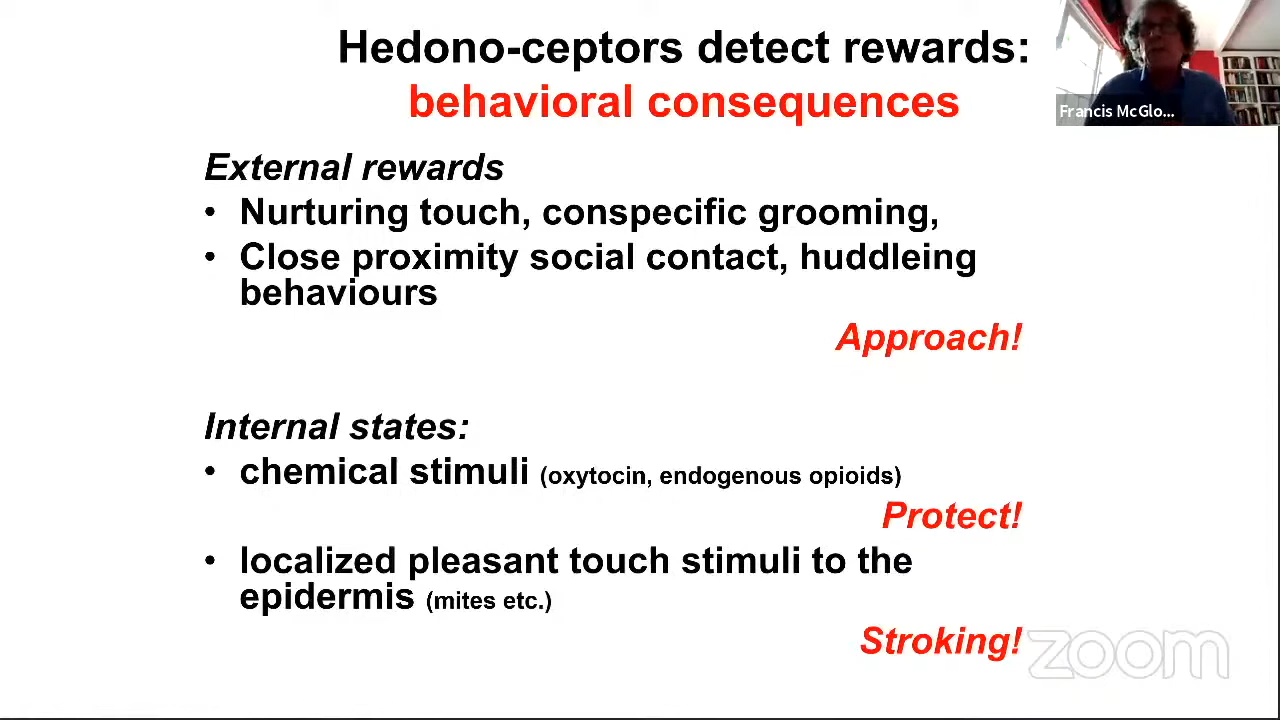 Hedono-ceptors detect rewards:
behavioral consequences
Francis McGlo...
External rewards
• Nurturing touch, conspecific grooming,
• Close proximity social contact, huddleing
behaviours
Approach!
Internal states:
• chemical stimuli (oxytocin, endogenous opioids)
Protect!
• localized pleasant touch stimuli to the
epidermis (mites etc.)
Stroking!
zoom